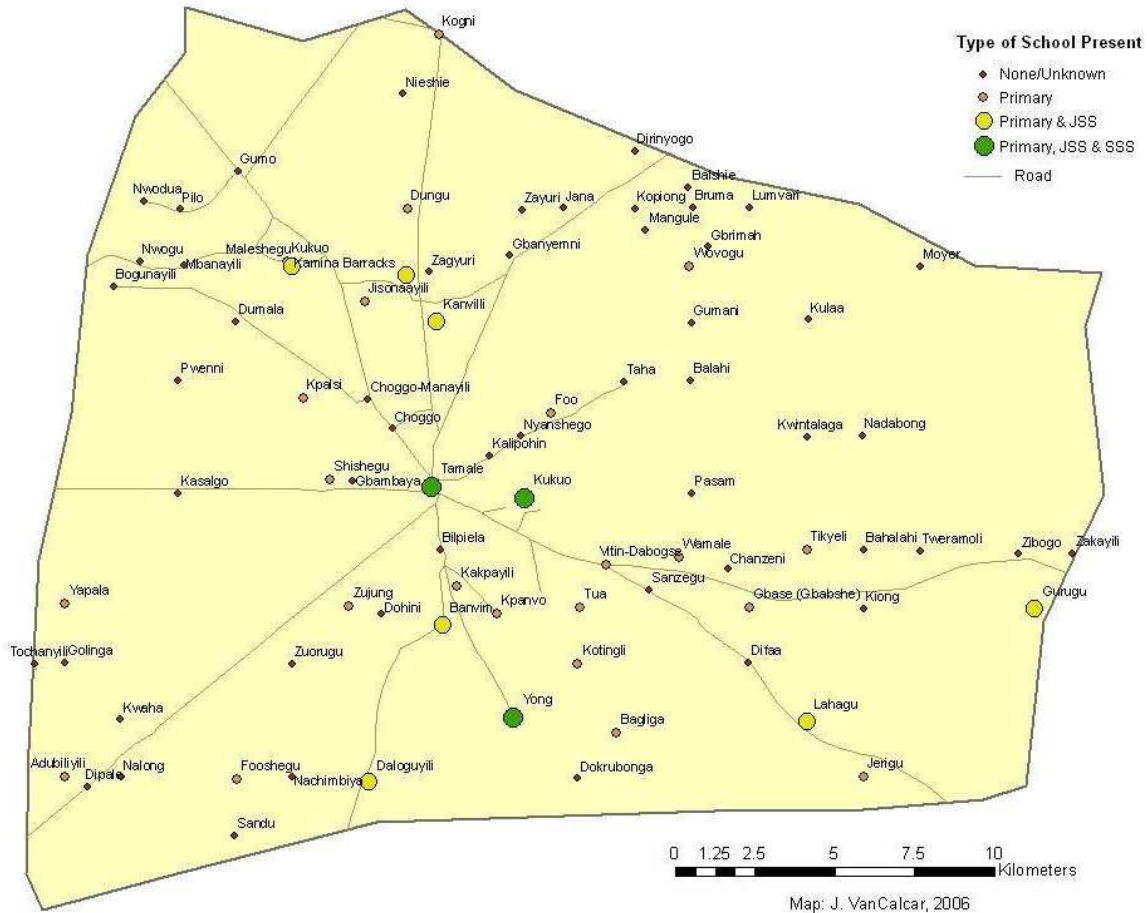 Kogni
Type of School Present
None/Unknown
Nieshie
Primary
Primary & JSS
Primary, JSS & SSS
Dirinyogo
Road
Gumo
Balshie
Nwodua
Pilo
Dungu
Zayuri
Jana
Kopiong
Bruma
Lumvari
Mangule
Nwogu
Maleshegu
Kukuo
Gbanyemni
Gbrimah
Mbanayili
Kamina Barracks
Zagyuri
Wovogu
Moyer
Bogunayili
Jisonaayili
Kanvilli
Dumala
Gumani
Kulaa
Pwenni
Choggo-Manayili
Taha
Balahi
Kpalsi
Foo
Choggo
Nyanshego
Kwintalaga
Nadabong
Kalipohin
Shishegu
Tamale
Kasalgo
Gbambaya
Kukuo
Pasam
Bilpiela
Vitin-Dabogse
Wamale
Tikyeli
Bahalahi
Tweramoli
Zibogo
Zakayili
Chanzeni
Kakpayili
Sanzegu
Yapala
Zujung
Dohini
Banvim
Kpanvo
Tua
Gbase (Gbabshe)
Kiong
Gurugu
Tochanyili
Golinga
Zuorugu
Kotingli
Difaa
Kwaha
Yong
Lahagu
Bagliga
Adubiliyili
Nalong
Fooshegu
Daloguyili
Dipale
Nachimbiya
Dokrubonga
Jerigu
Sandu
0 1.25 2.5 5 7.5 10
Kilometers
Map: J. VanCalcar, 2006